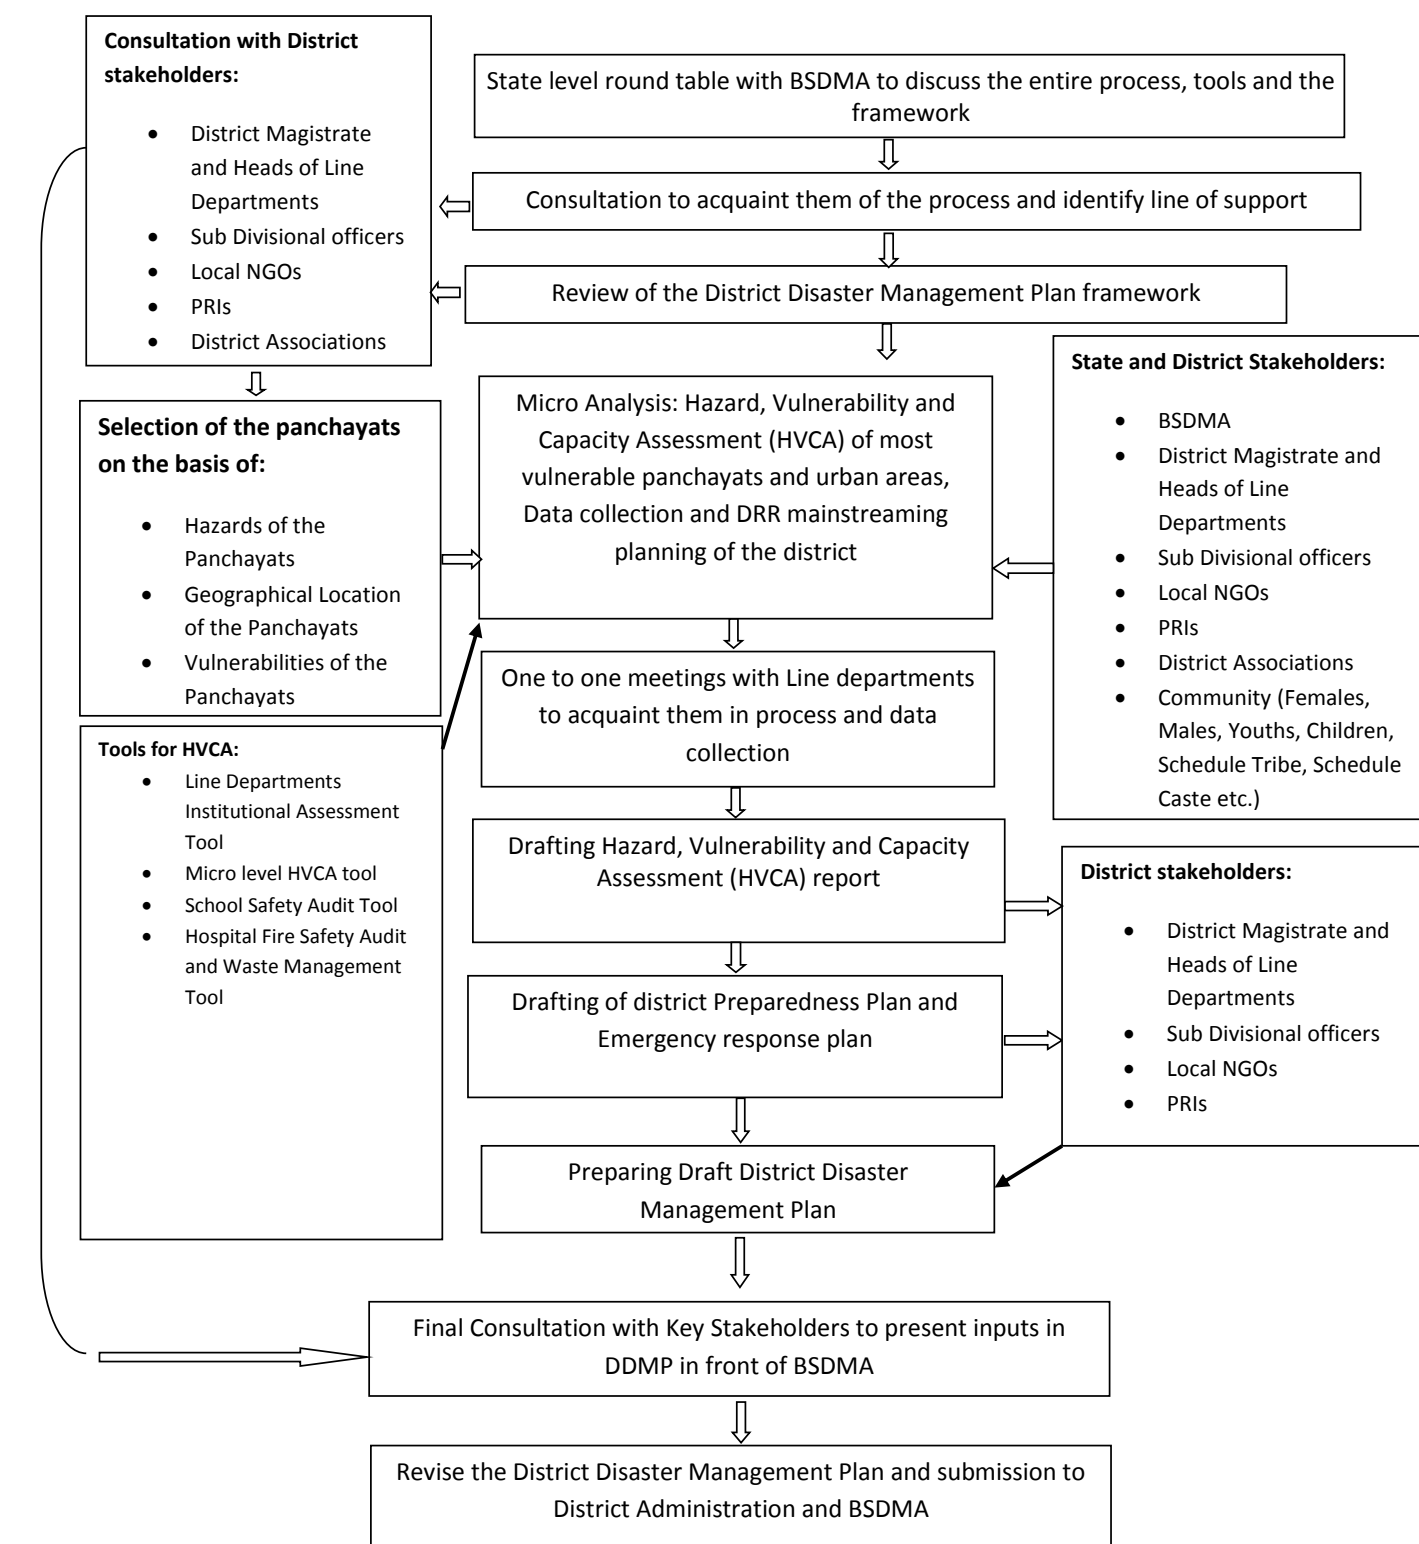 Consultation with District
stakeholders:
• District Magistrate
and Heads of Line
Departments
• Sub Divisional officers
• Local NGOs
• PRIs
• District Associations
State level round table with BSDMA to discuss the entire process, tools and the
framework
Consultation to acquaint them of the process and identify line of support
Review of the District Disaster Management Plan framework
Selection of the panchayats
on the basis of:
• Hazards of the
Panchayats
• Geographical Location
of the Panchayats
• Vulnerabilities of the
Panchayats
Micro Analysis: Hazard, Vulnerability and
Capacity Assessment (HVCA) of most
vulnerable panchayats and urban areas,
Data collection and DRR mainstreaming
planning of the district
State and District Stakeholders:
• BSDMA
• District Magistrate and
Heads of Line
Departments
• Sub Divisional officers
• Local NGOs
• PRIs
• District Associations
• Community (Females,
Males, Youths, Children,
Schedule Tribe, Schedule
Caste etc.)
Tools for HVCA:
• Line Departments
Institutional Assessment
Tool
• Micro level HVCA tool
• School Safety Audit Tool
• Hospital Fire Safety Audit
and Waste Management
Tool
One to one meetings with Line departments
to acquaint them in process and data
collection
Drafting Hazard, Vulnerability and Capacity
Assessment (HVCA) report
District stakeholders:
• District Magistrate and
Heads of Line
Departments
• Sub Divisional officers
• Local NGOs
• PRIs
Drafting of district Preparedness Plan and
Emergency response plan
Preparing Draft District Disaster
Management Plan
Final Consultation with Key Stakeholders to present inputs in
DDMP in front of BSDMA
Revise the District Disaster Management Plan and submission to
District Administration and BSDMA